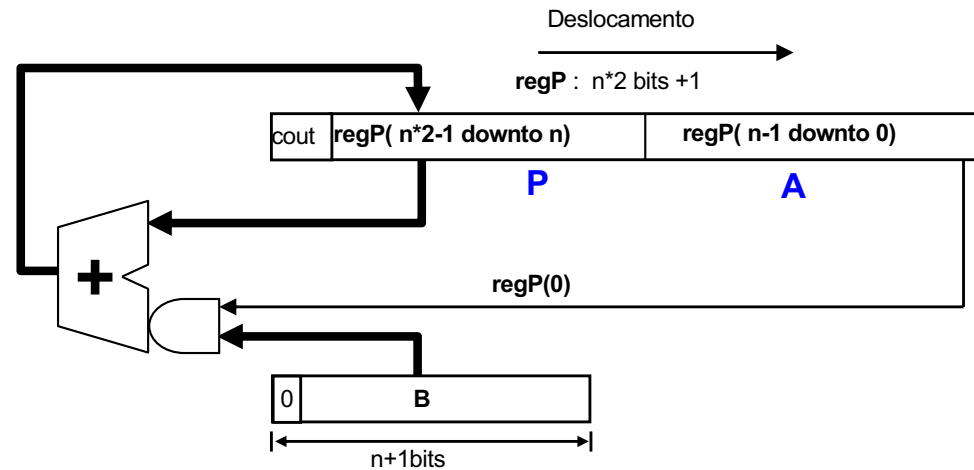 Deslocamento
regP : n*2 bits +1
cout regP( n*2-1 downto n) regP( n-1 downto 0)
P A
+
regP(0)
0 B
n+1bits